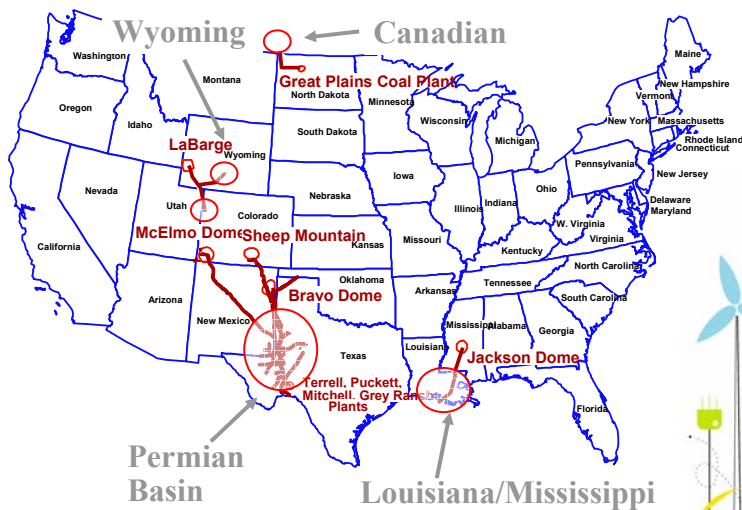 Wyoming
Canadian
Washington
Montana
Maine
Great Plains Coal Plant
North Dakota
Minnesota
New Hampshire
Vermont
Oregon
Idaho
South Dakota
Wisconsin
Michigan
New York
Massachusetts
Rhode Island
Connecticut
LaBarge
Wyoming
Iowa
Pennsylvania
New Jersey
Nevada
Utah
Nebraska
Illinois
Indiana
Ohio
Delaware
Maryland
Colorado
W. Virginia
Virginia
California
McElmo Dome
Sheep Mountain
Kansas
Missouri
Kentucky
North Carolina
Arizona
New Mexico
Bravo Dome
Oklahoma
Arkansas
Tennessee
South Carolina
Mississippi
Alabama
Georgia
Texas
Louisiana
Jackson Dome
Terrell, Puckett,
Mitchell, Grey
Plants
Florida
Permian
Basin
Louisiana/Mississippi